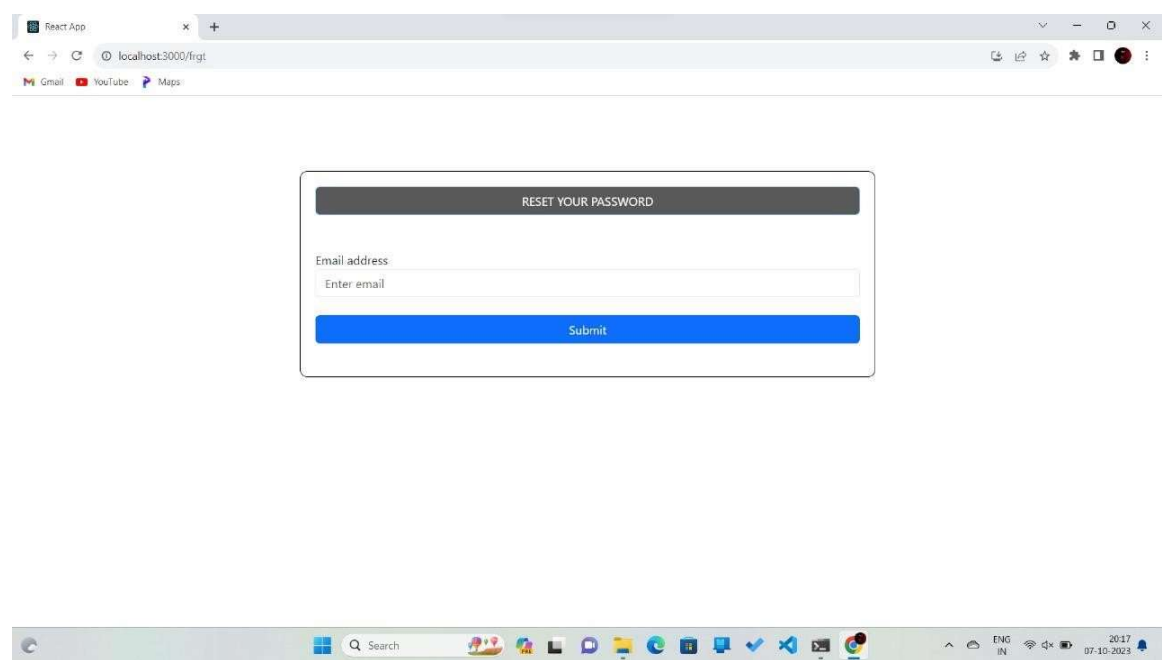 React App
localhost:3000/frgt
Gmail YouTube Maps
RESET YOUR PASSWORD
Email address
Enter email
Submit
Search
ENG
IN
20:17
07-10-2023